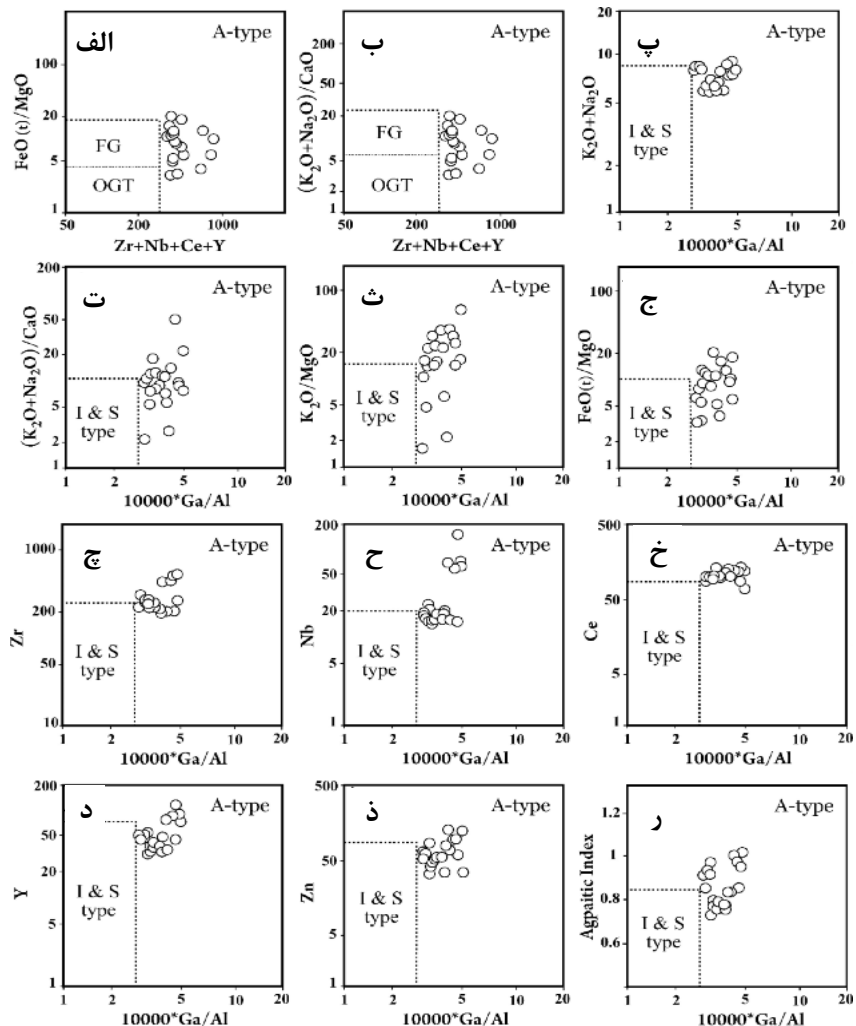 الف
A-type
FeO(t)/MgO
100
20
5
1
FG
OGT
50
200
1000
Zr+Nb+Ce+Y
ب
A-type
(K2O+Na2O)/CaO
200
50
20
5
2
1
FG
OGT
50
200
1000
Zr+Nb+Ce+Y
پ
A-type
K2O+Na2O
20
10
5
2
1
I & S
type
1
2
5
10
20
10000*Ga/Al
ت
A-type
(K2O+Na2O)/CaO
200
50
20
5
2
1
I & S
type
1
2
5
10
20
10000*Ga/Al
ث
A-type
K2O/MgO
100
20
5
2
1
I & S
type
1
2
5
10
20
10000*Ga/Al
ج
A-type
FeO(t)/MgO
100
20
5
2
1
I & S
type
1
2
5
10
20
10000*Ga/Al
چ
A-type
Zr
1000
200
50
10
I & S
type
1
2
5
10
20
10000*Ga/Al
ح
A-type
Nb
200
50
20
5
1
I & S
type
1
2
5
10
20
10000*Ga/Al
خ
A-type
Ce
500
50
5
1
I & S
type
1
2
5
10
20
10000*Ga/Al
د
A-type
Y
200
50
20
5
1
I & S
type
1
2
5
10
20
10000*Ga/Al
ذ
A-type
Zn
500
50
5
1
I & S
type
1
2
5
10
20
10000*Ga/Al
ر
A-type
Agpaitic Index
1.2
1
0.8
0.6
I & S
type
1
2
5
10
20
10000*Ga/Al